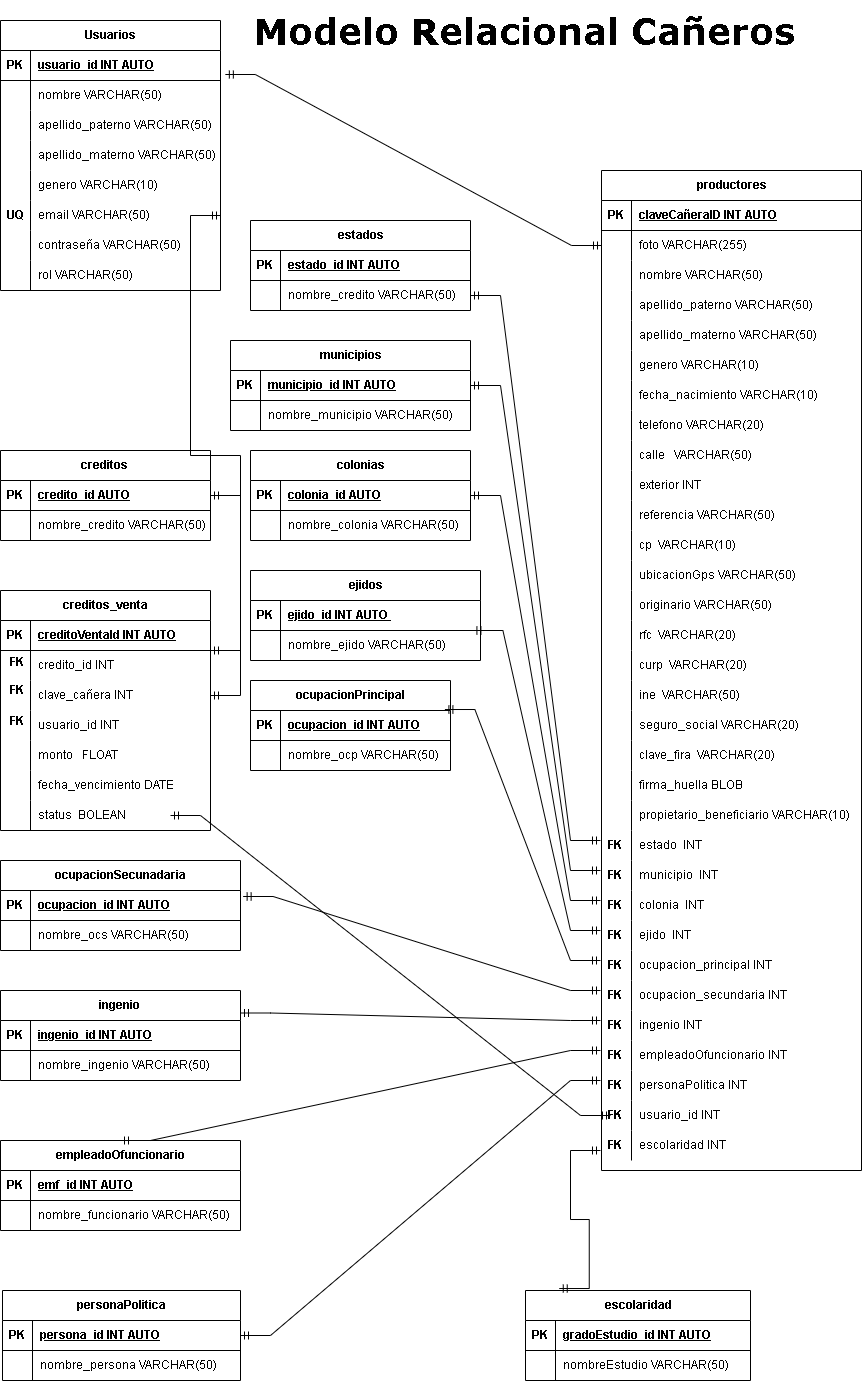 Modelo Relacional Cañeros
Usuarios
PK usuario_id INT AUTO
nombre VARCHAR(50)
apellido_paterno VARCHAR(50)
apellido_materno VARCHAR(50)
genero VARCHAR(10)
UQ email VARCHAR(50)
contraseña VARCHAR(50)
rol VARCHAR(50)
estados
PK estado_id INT AUTO
nombre_credito VARCHAR(50)
municipios
PK municipio_id INT AUTO
nombre_municipio VARCHAR(50)
creditos
PK credito_id AUTO
nombre_credito VARCHAR(50)
colonias
PK colonia_id AUTO
nombre_colonia VARCHAR(50)
creditos_venta
PK creditoVentaId INT AUTO
FK credito_id INT
FK clave_cañera INT
FK usuario_id INT
monto FLOAT
fecha_vencimiento DATE
status BOLEAN
ejidos
PK ejido_id INT AUTO
nombre_ejido VARCHAR(50)
ocupacionPrincipal
PK ocupacion_id INT AUTO
nombre_ocp VARCHAR(50)
ocupacionSecunadaria
PK ocupacion_id INT AUTO
nombre_ocs VARCHAR(50)
ingenio
PK ingenio_id INT AUTO
nombre_ingenio VARCHAR(50)
empleadoOfuncionario
PK emf_id INT AUTO
nombre_funcionario VARCHAR(50)
personaPolitica
PK persona_id INT AUTO
nombre_persona VARCHAR(50)
productores
PK claveCañeraID INT AUTO
foto VARCHAR(255)
nombre VARCHAR(50)
apellido_paterno VARCHAR(50)
apellido_materno VARCHAR(50)
genero VARCHAR(10)
fecha_nacimiento VARCHAR(10)
telefono VARCHAR(20)
calle VARCHAR(50)
exterior INT
referencia VARCHAR(50)
cp VARCHAR(10)
ubicacionGps VARCHAR(50)
originario VARCHAR(50)
rfc VARCHAR(20)
curp VARCHAR(20)
ine VARCHAR(50)
seguro_social VARCHAR(20)
clave_fira VARCHAR(20)
firma_huella BLOB
propietario_beneficiario VARCHAR(10)
FK estado INT
FK municipio INT
FK colonia INT
FK ejido INT
FK ocupacion_principal INT
FK ocupacion_secundaria INT
FK ingenio INT
FK empleadoOfuncionario INT
FK personaPolitica INT
FK usuario_id INT
FK escolaridad INT
escolaridad
PK gradoEstudio_id INT AUTO
nombreEstudio VARCHAR(50)